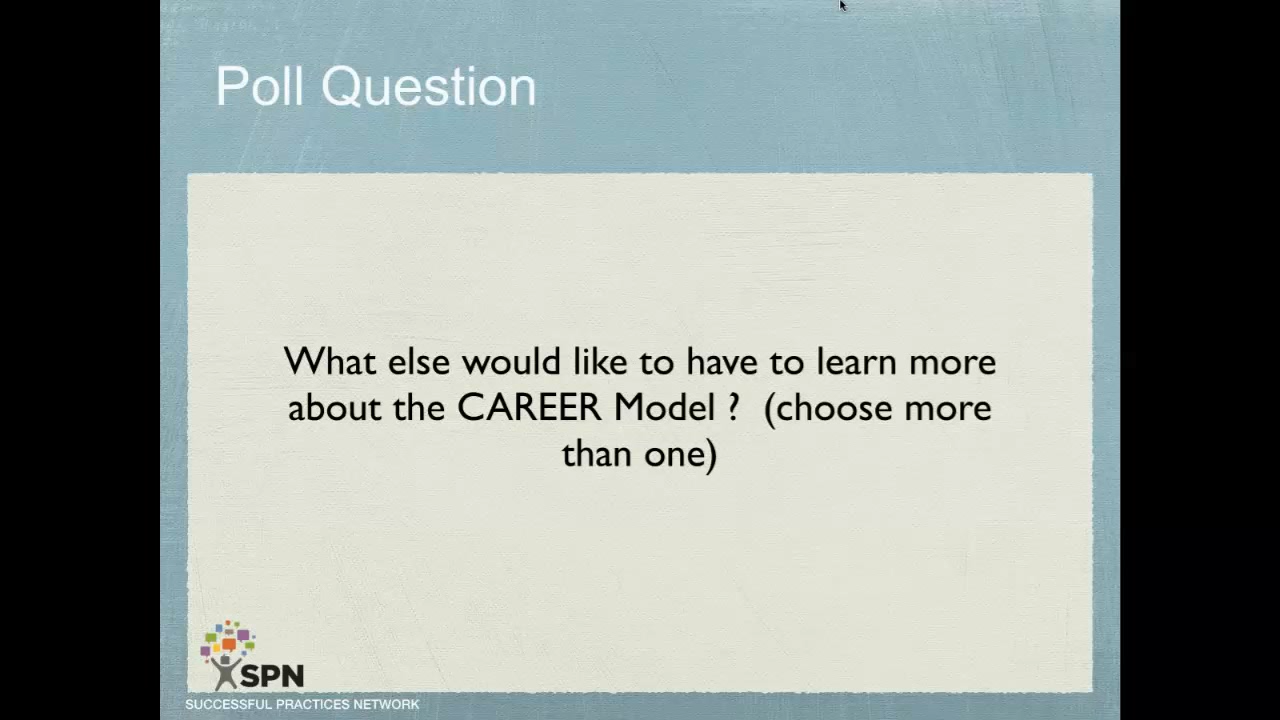 Poll Question
What else would like to have to learn more
about the CAREER Model ?  (choose more
than one)
SPN
SUCCESSFUL PRACTICES NETWORK